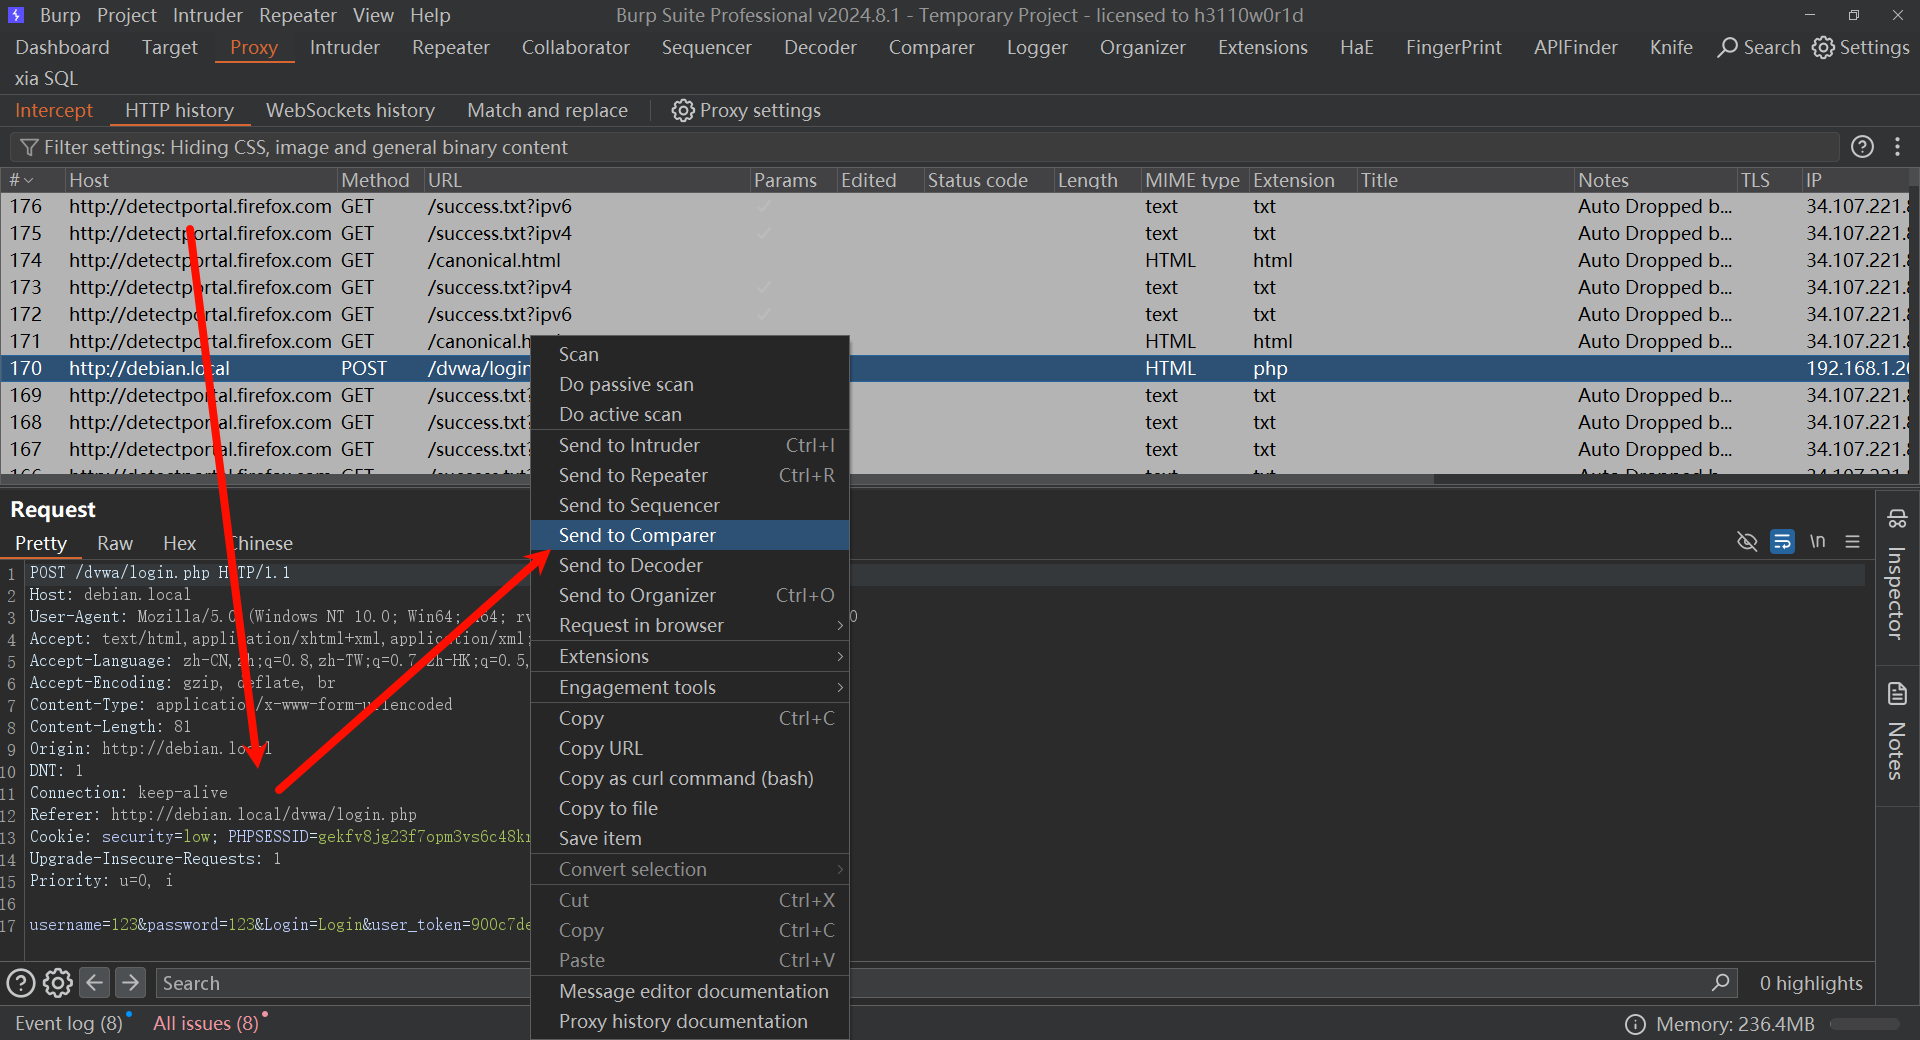 Burp Project Intruder Repeater View Help Burp Suite Professional v2024.8.1 - Temporary Project - licensed to h3110w0r1d
Dashboard Target Proxy Intruder Repeater Collaborator Sequencer Decoder Comparer Logger Organizer Extensions HaE FingerPrint APIFinder Knife Search Settings
xia SQL
Intercept HTTP history WebSockets history Match and replace Proxy settings
Filter settings: Hiding CSS, image and general binary content
# Host Method URL Params Edited Status code Length MIME type Extension Title Notes TLS IP
176 http://detectportal.firefox.com GET /success.txt?ipv6 text txt Auto Dropped b... 34.107.221.
175 http://detectportal.firefox.com GET /success.txt?ipv4 text txt Auto Dropped b... 34.107.221.
174 http://detectportal.firefox.com GET /canonical.html HTML html Auto Dropped b... 34.107.221.
173 http://detectportal.firefox.com GET /success.txt?ipv4 text txt Auto Dropped b... 34.107.221.
172 http://detectportal.firefox.com GET /success.txt?ipv6 text txt Auto Dropped b... 34.107.221.
171 http://detectportal.firefox.com GET /canonical.h HTML html Auto Dropped b... 34.107.221.
170 http://debian.local POST /dvwa/login HTML php 192.168.1.20
169 http://detectportal.firefox.com GET /success.txt? text txt Auto Dropped b... 34.107.221.
168 http://detectportal.firefox.com GET /success.txt? text txt Auto Dropped b... 34.107.221.
167 http://detectportal.firefox.com GET /success.txt? text txt Auto Dropped b... 34.107.221.
Scan
Do passive scan
Do active scan
Send to Intruder Ctrl+I
Send to Repeater Ctrl+R
Send to Sequencer
Send to Comparer
Send to Decoder
Send to Organizer Ctrl+O
Request in browser
Extensions
Engagement tools
Copy Ctrl+C
Copy URL
Copy as curl command (bash)
Copy to file
Save item
Convert selection
Cut Ctrl+X
Copy Ctrl+C
Paste Ctrl+V
Message editor documentation
Proxy history documentation
Request
Pretty Raw Hex Chinese
\n
1 POST /dvwa/login.php HTTP/1.1
2 Host: debian.local
3 User-Agent: Mozilla/5.0 (Windows NT 10.0; Win64; x64; rv 0
4 Accept: text/html,application/xhtml+xml,application/xml;
5 Accept-Language: zh-CN,zh;q=0.8,zh-TW;q=0.7,zh-HK;q=0.5,
6 Accept-Encoding: gzip, deflate, br
7 Content-Type: application/x-www-form-urlencoded
8 Content-Length: 81
9 Origin: http://debian.local
10 DNT: 1
11 Connection: keep-alive
12 Referer: http://debian.local/dvwa/login.php
13 Cookie: security=low; PHPSESSID=gekfv8jg23f7opm3vs6c48kr
14 Upgrade-Insecure-Requests: 1
15 Priority: u=0, i
16
17 username=123&password=123&Login=Login&user_token=900c7de
Inspector
Notes
Search 0 highlights
Event log (8) All issues (8) Memory: 236.4MB